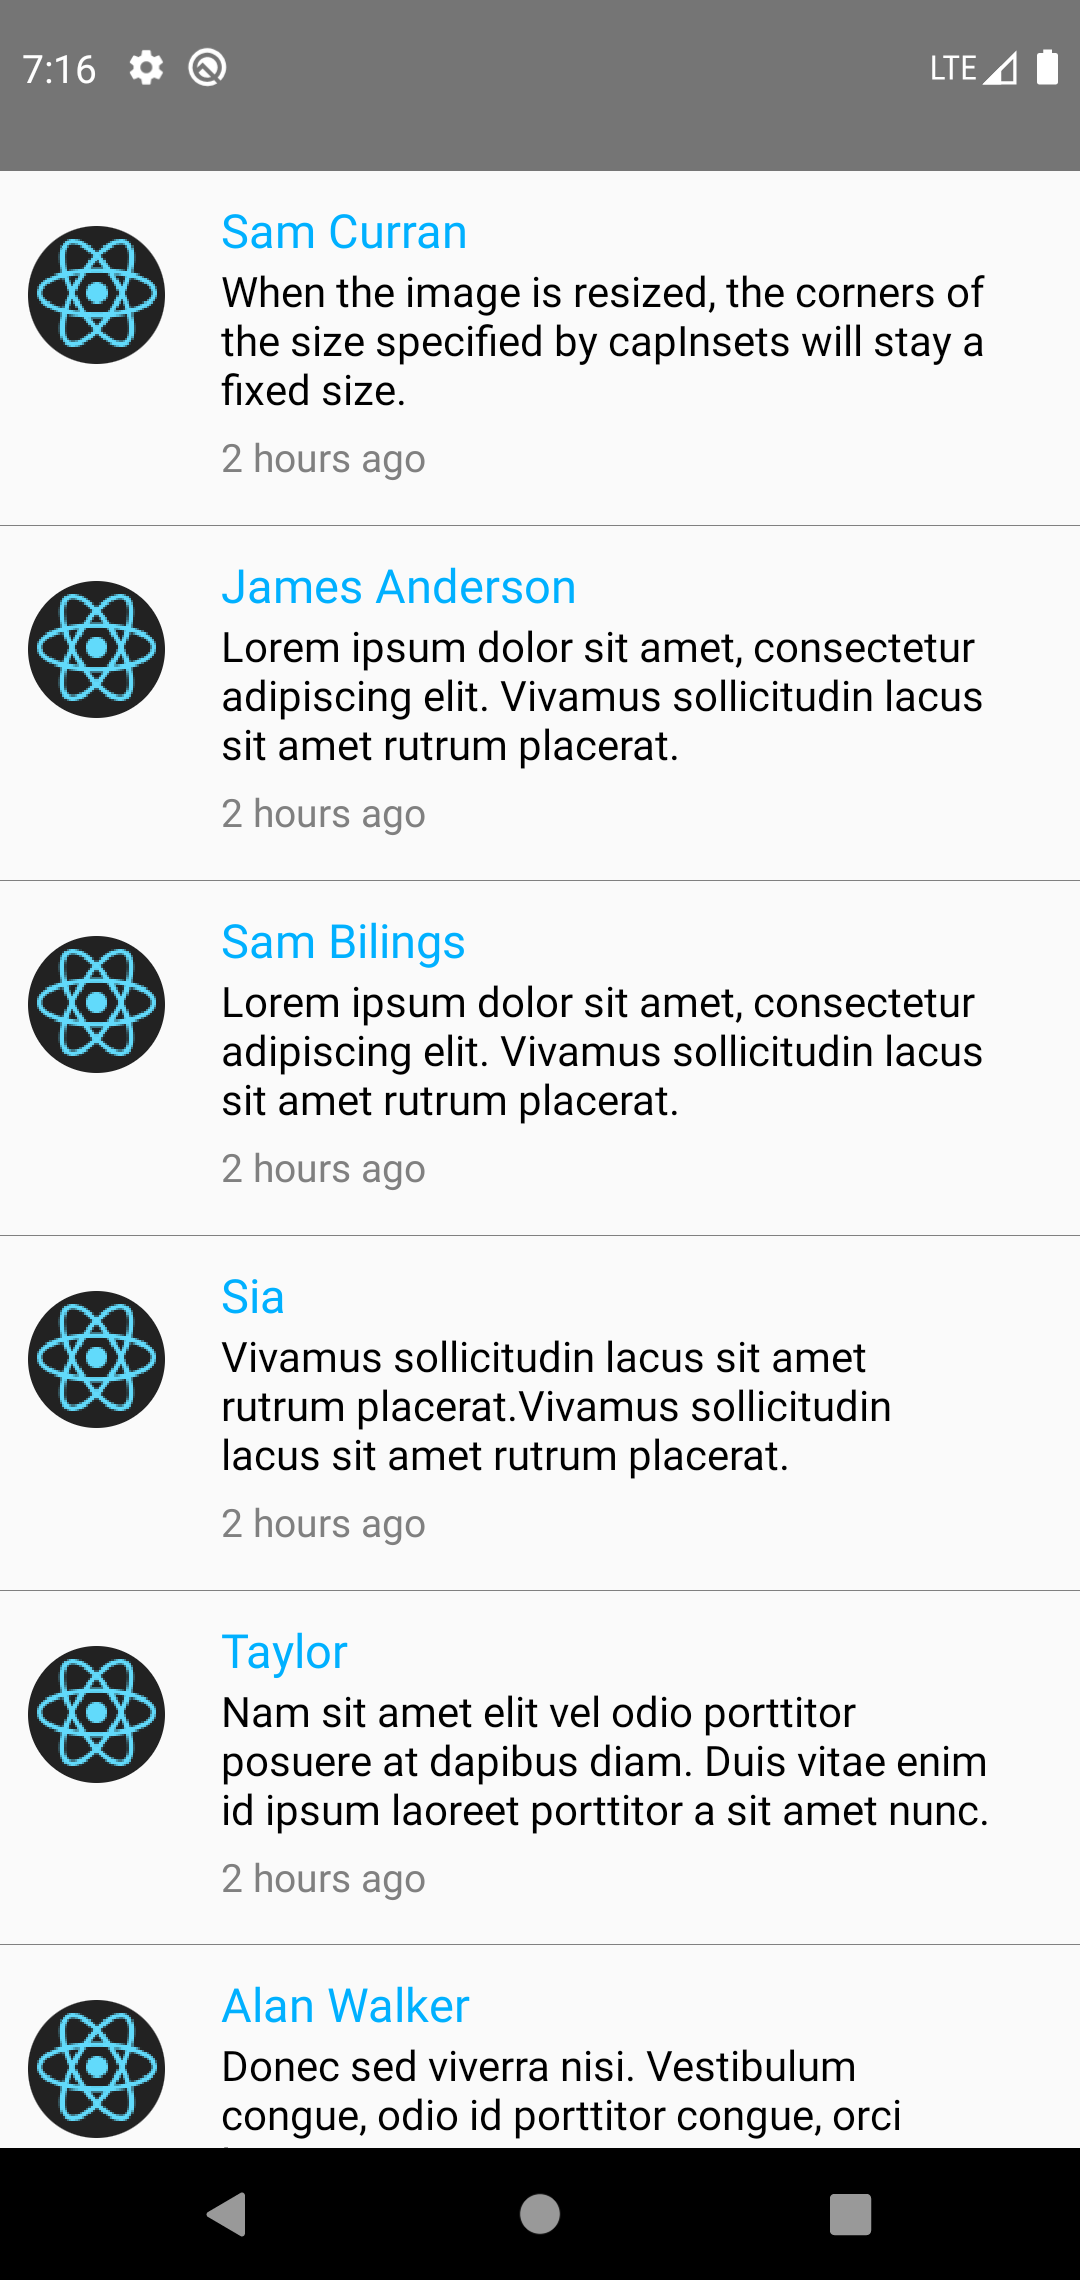 7:16 LTE
Sam Curran
When the image is resized, the corners of
the size specified by capInsets will stay a
fixed size.
2 hours ago
James Anderson
Lorem ipsum dolor sit amet, consectetur
adipiscing elit. Vivamus sollicitudin lacus
sit amet rutrum placerat.
2 hours ago
Sam Bilings
Lorem ipsum dolor sit amet, consectetur
adipiscing elit. Vivamus sollicitudin lacus
sit amet rutrum placerat.
2 hours ago
Sia
Vivamus sollicitudin lacus sit amet
rutrum placerat.Vivamus sollicitudin
lacus sit amet rutrum placerat.
2 hours ago
Taylor
Nam sit amet elit vel odio porttitor
posuere at dapibus diam. Duis vitae enim
id ipsum laoreet porttitor a sit amet nunc.
2 hours ago
Alan Walker
Donec sed viverra nisi. Vestibulum
congue, odio id porttitor congue, orci